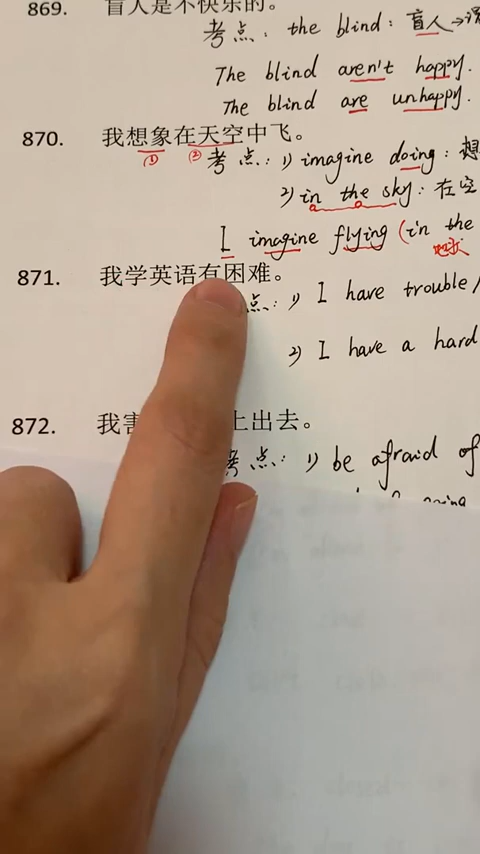 869. 盲人是不快乐的。
考点：the blind：盲人→
The blind aren't happy.
The blind are unhappy.
870. 我想象在天空中飞。
① ② 考点：1) imagine doing：想
2) in the sky：在空
I imagine flying (in the
871. 我学英语有困难。
点：1) I have trouble/
2) I have a hard
872. 我害 上出去。
考点：1) be afraid of
going